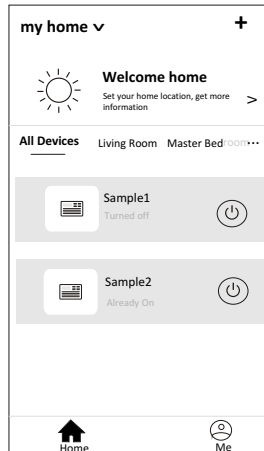 my home
+
Welcome home
Set your home location, get more
information
>
All Devices Living Room Master Bedroom ···
Sample1
Turned off
Sample2
Already On
Home Me